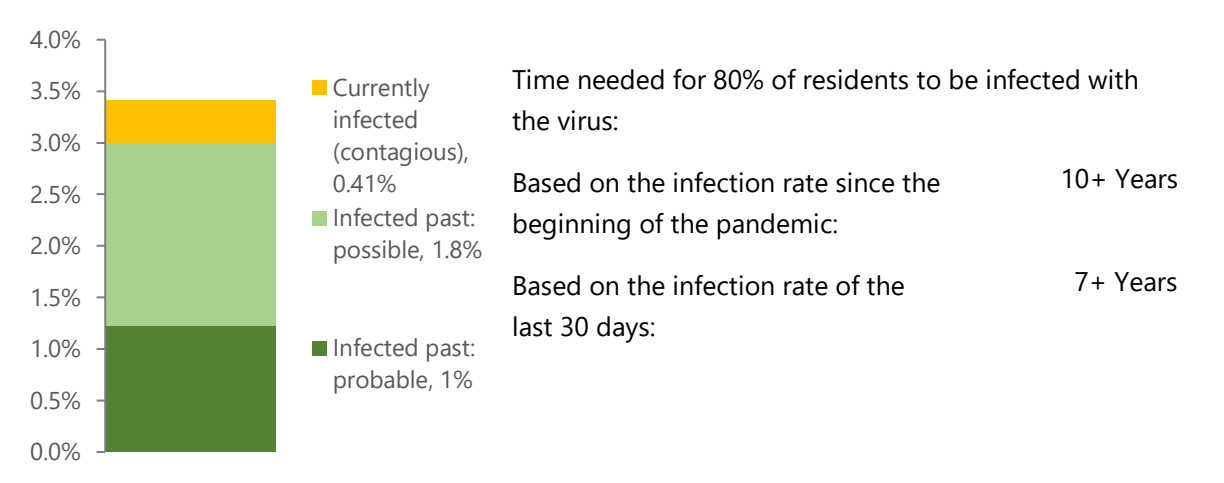 4.0%
3.5%
3.0%
2.5%
2.0%
1.5%
1.0%
0.5%
0.0%
Currently
infected
(contagious),
0.41%
Infected past:
possible, 1.8%
Infected past:
probable, 1%
Time needed for 80% of residents to be infected with
the virus:
Based on the infection rate since the
beginning of the pandemic:
10+ Years
Based on the infection rate of the
last 30 days:
7+ Years